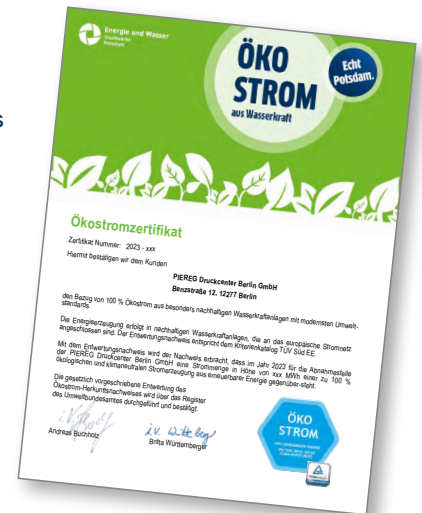 s
Energie und Wasser
Stadtwerke
Potsdam
ÖKO
STROM
aus Wasserkraft
Echt
Potsdam.
Ökostromzertifikat
Zertifikat Nummer: 2023 - xxx
Hiermit bestätigen wir dem Kunden
PIEREG Druckcenter Berlin GmbH
Benzstraße 12, 12277 Berlin
den Bezug von 100 % Ökostrom aus besonders nachhaltigen Wasserkraftanlagen mit modernsten Umwelt-
standards.
Die Energieerzeugung erfolgt in nachhaltigen Wasserkraftanlagen, die an das europäische Stromnetz
angeschlossen sind. Der Entwertungsnachweis entspricht dem Kriterienkatalog TÜV Süd EE.
Mit dem Entwertungsnachweis wird der Nachweis erbracht, dass im Jahr 2023 für die Abnahmestelle
der PIEREG Druckcenter Berlin GmbH eine Strommenge in Höhe von xxx MWh einer zu 100 %
ökologischen und klimaneutralen Stromerzeugung aus erneuerbarer Energie gegenüber-steht.
Die gesetzlich vorgeschriebene Entwertung des
Ökostrom-Herkunftsnachweises wird über das Register
des Umweltbundesamtes durchgeführt und bestätigt.
i.V.
i.V.
Andreas Buchholz
Britta Würntemberger
ÖKO
STROM